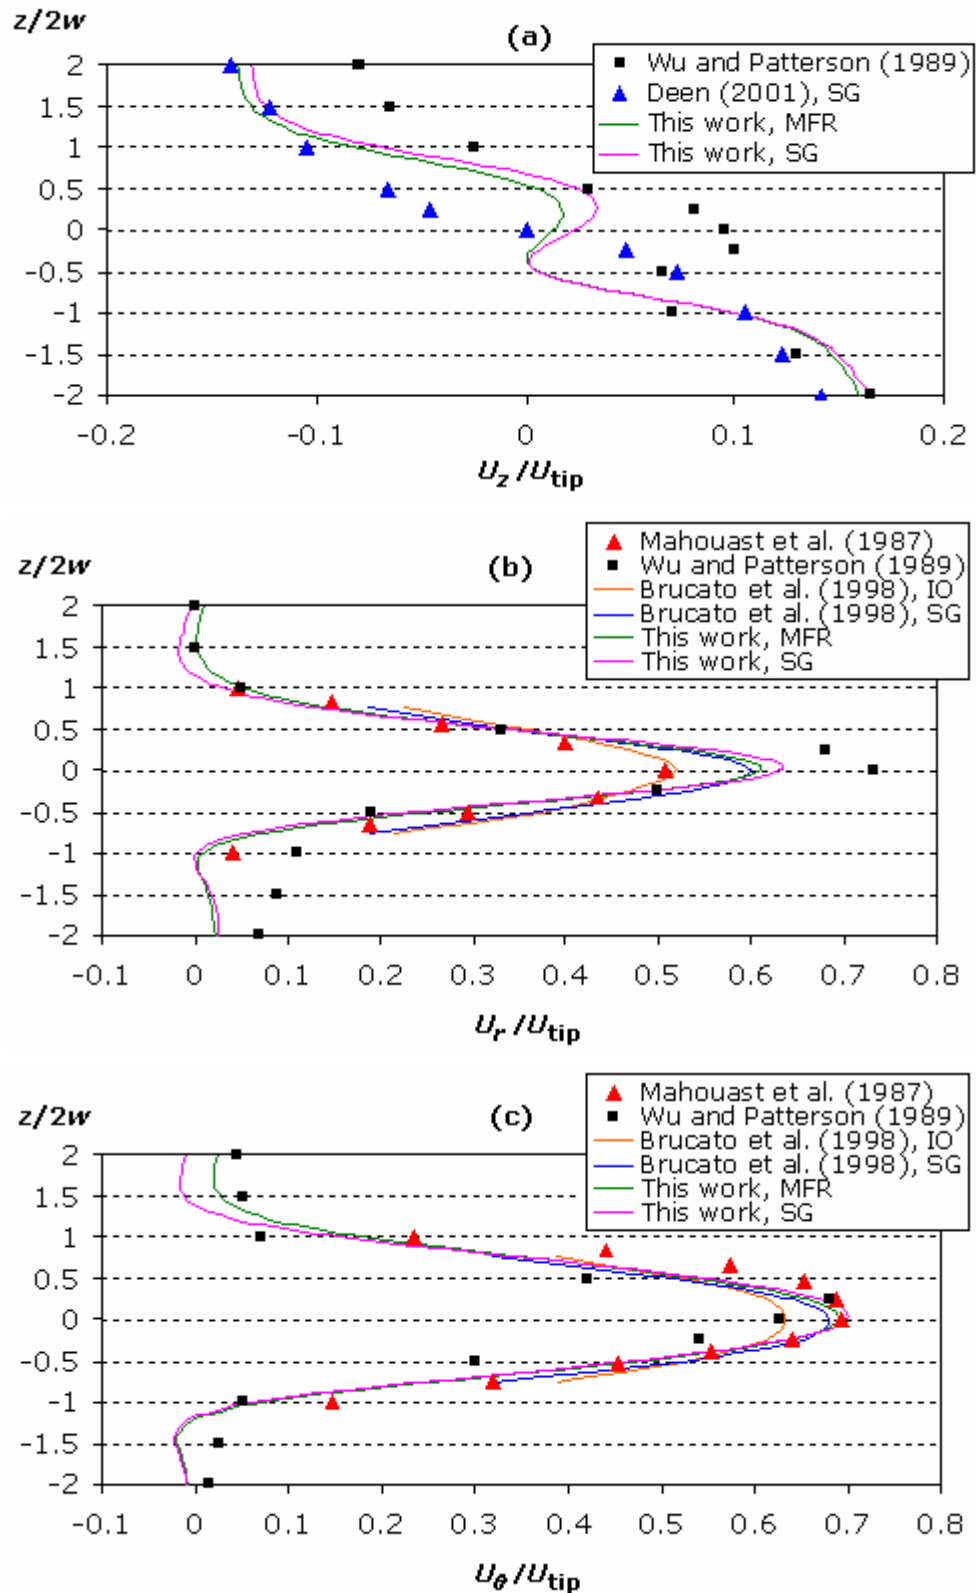 z/2w
(a)
Wu and Patterson (1989)
Deen (2001), SG
This work, MFR
This work, SG
2
1.5
1
0.5
0
-0.5
-1
-1.5
-2
-0.2 -0.1 0 0.1 0.2
Uz/Utip
z/2w
(b)
Mahouast et al. (1987)
Wu and Patterson (1989)
Brucato et al. (1998), IO
Brucato et al. (1998), SG
This work, MFR
This work, SG
2
1.5
1
0.5
0
-0.5
-1
-1.5
-2
-0.1 0 0.1 0.2 0.3 0.4 0.5 0.6 0.7 0.8
Ur/Utip
z/2w
(c)
Mahouast et al. (1987)
Wu and Patterson (1989)
Brucato et al. (1998), IO
Brucato et al. (1998), SG
This work, MFR
This work, SG
2
1.5
1
0.5
0
-0.5
-1
-1.5
-2
-0.1 0 0.1 0.2 0.3 0.4 0.5 0.6 0.7 0.8
Uθ/Utip